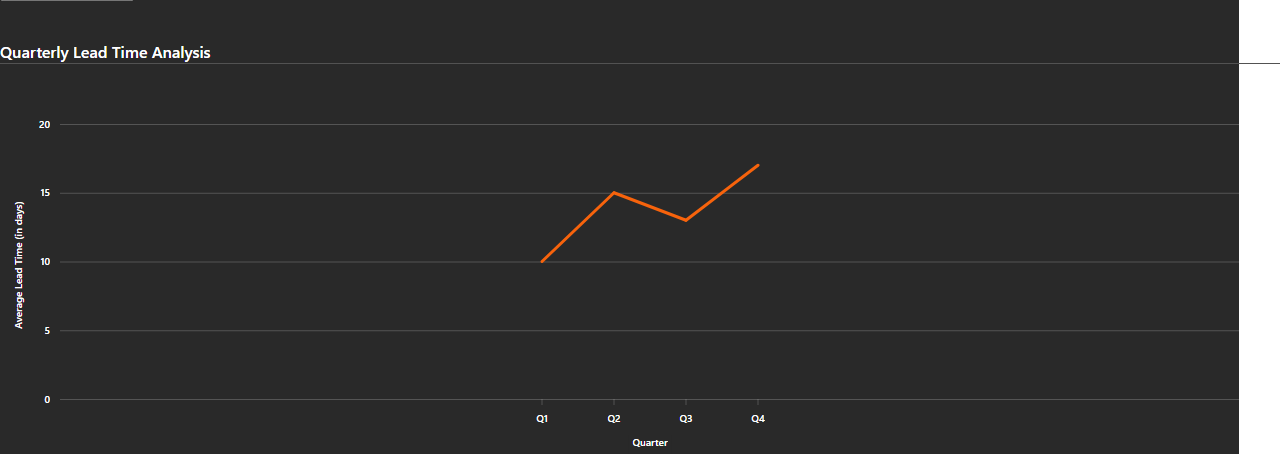 Quarterly Lead Time Analysis
20
15
10
5
0
Average Lead Time (in days)
Q1 Q2 Q3 Q4
Quarter